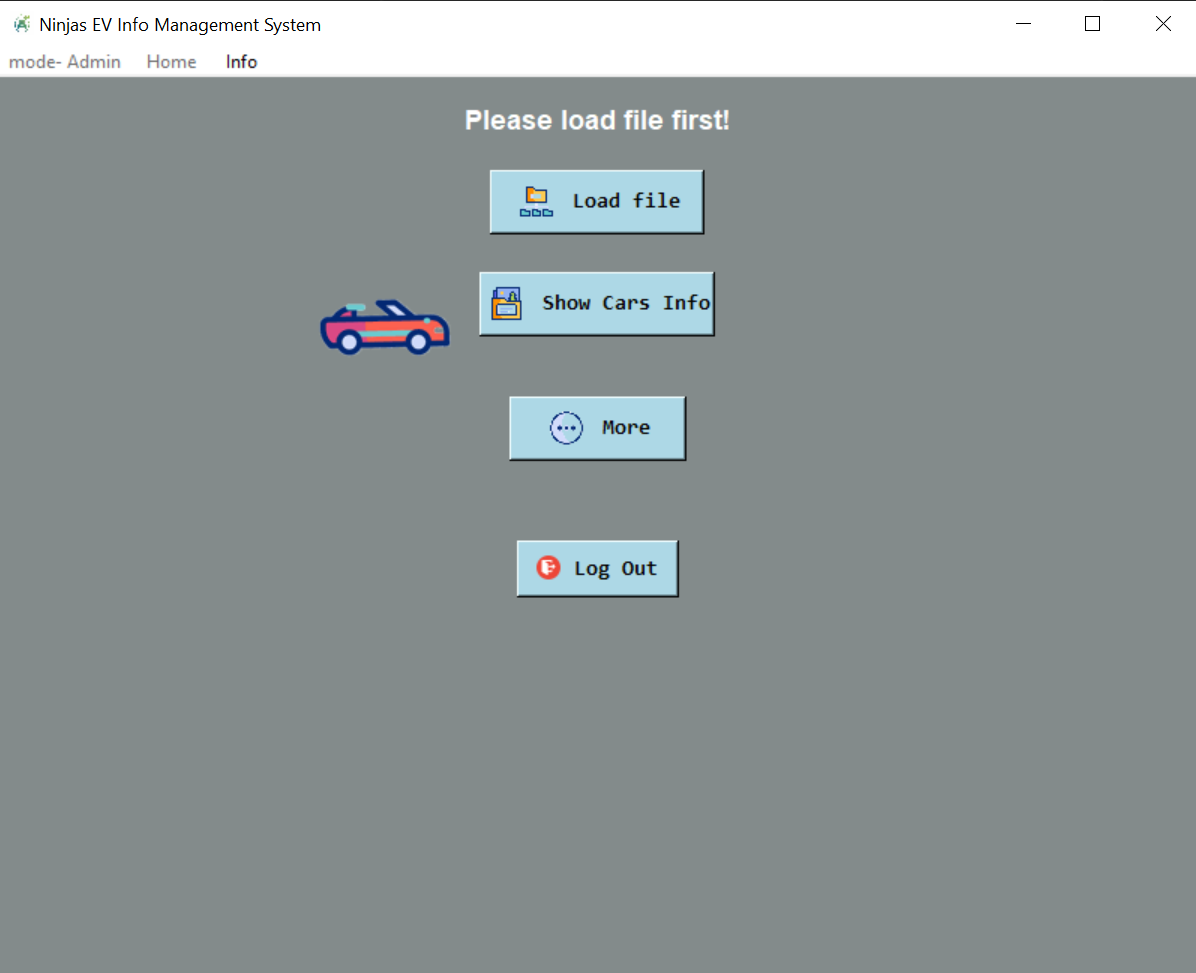 Ninjas EV Info Management System
mode- Admin Home Info
Please load file first!
Load file
Show Cars Info
More
Log Out